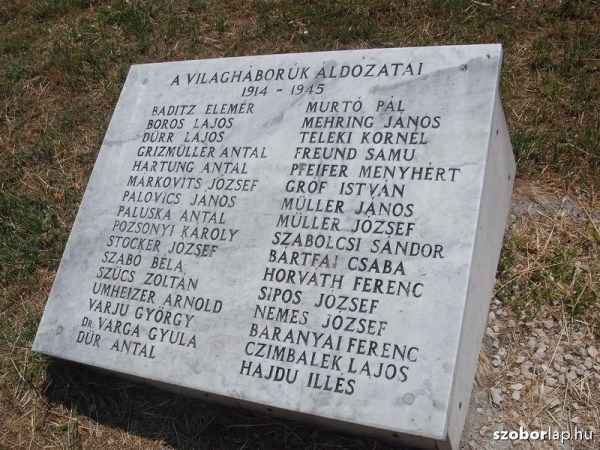 A VILÁGHÁBORÚK ÁLDOZATAI
1914 - 1945
BADITZ ELEMÉR
BOROS LAJOS
DÜRR LAJOS
GRIZMÜLLER ANTAL
HARTUNG ANTAL
MARKOVITS JÓZSEF
PALOVICS JÁNOS
PALUSKA ANTAL
POZSONYI KÁROLY
STOCKER JÓZSEF
SZABÓ BÉLA
SZÜCS ZOLTÁN
UMHEIZER ARNOLD
VARJU GYÖRGY
Dr. VARGA GYULA
DÜR ANTAL
MURTÓ PÁL
MEHRING JÁNOS
TELEKI KORNÉL
FREUND SAMU
PFEIFER MENYHÉRT
GRÓF ISTVÁN
MÜLLER JÁNOS
MÜLLER JÓZSEF
SZABOLCSI SÁNDOR
BÁRTFAI CSABA
HORVÁTH FERENC
SIPOS JÓZSEF
NEMES JÓZSEF
BARANYAI FERENC
CZIMBALEK LAJOS
HAJDU ILLÉS
szoborlap.hu